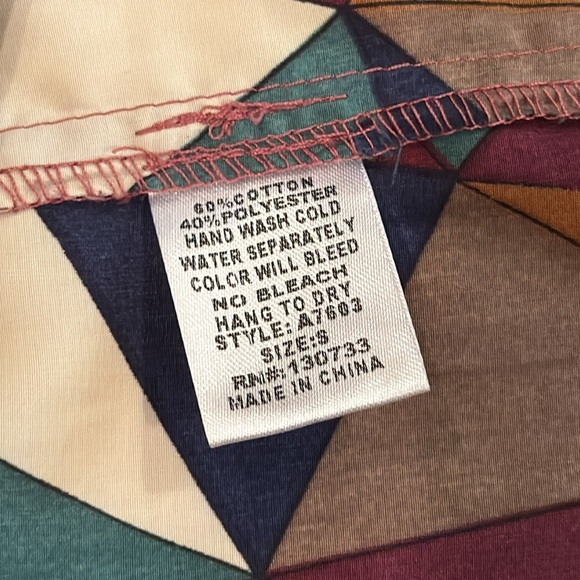 60%COTTON
40%POLYESTER
HAND WASH COLD
WATER SEPARATELY
COLOR WILL BLEED
NO BLEACH
HANG TO DRY
STYLE: A7603
SIZE:S
RN#: 130733
MADE IN CHINA